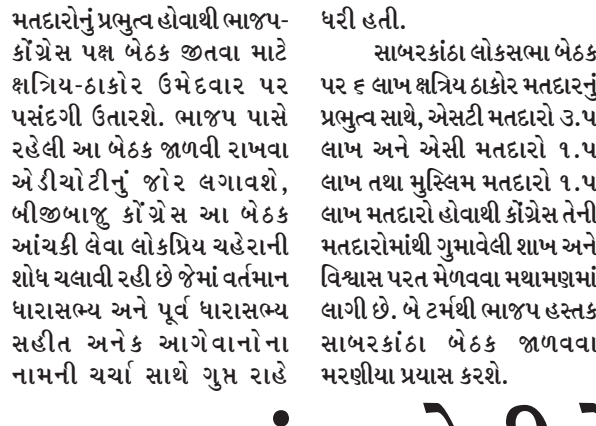 મતદારોનું પ્રભુત્વ હોવાથી ભાજપ-
કોંગ્રેસ પક્ષ બેઠક જીતવા માટે
ક્ષત્રિય-ઠાકોર ઉમેદવાર પર
પસંદગી ઉતારશે. ભાજપ પાસે
રહેલી આ બેઠક જાળવી રાખવા
એડીચોટીનું જોર લગાવશે,
બીજીબાજુ કોંગ્રેસ આ બેઠક
આંચકી લેવા લોકપ્રિય ચહેરાની
શોધ ચલાવી રહી છે જેમાં વર્તમાન
ધારાસભ્ય અને પૂર્વ ધારાસભ્ય
સહીત અનેક આગેવાનોના
નામની ચર્ચા સાથે ગુપ્ત રાહે
ધરી હતી.
સાબરકાંઠા લોકસભા બેઠક
પર ૬ લાખ ક્ષત્રિય ઠાકોર મતદારનું
પ્રભુત્વ સાથે, એસટી મતદારો ૩.પ
લાખ અને એસી મતદારો ૧.પ
લાખ તથા મુસ્લિમ મતદારો ૧.પ
લાખ મતદારો હોવાથી કોંગ્રેસ તેની
મતદારોમાંથી ગુમાવેલી શાખ અને
વિશ્વાસ પરત મેળવવા મથામણમાં
લાગી છે. બે ટર્મથી ભાજપ હસ્તક
સાબરકાંઠા બેઠક જાળવવા
મરણીયા પ્રયાસ કરશે.